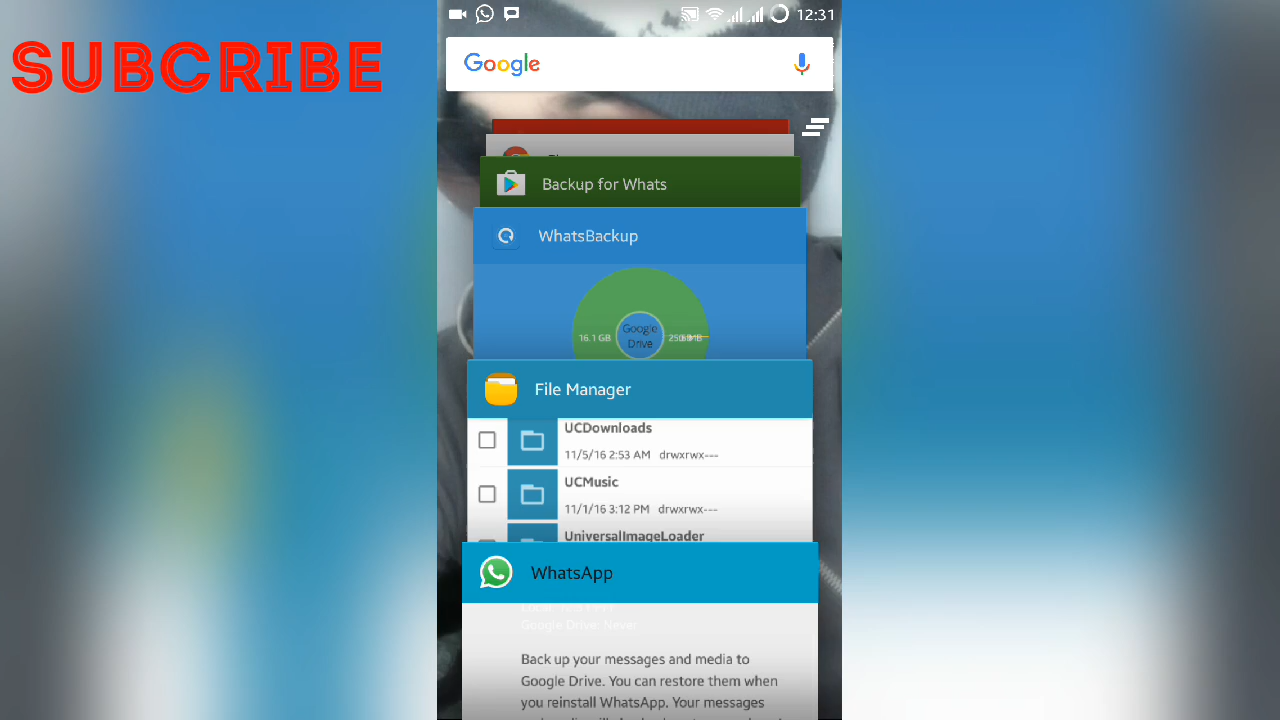 SUBCRIBE
12:31
Google
Backup for Whats
WhatsBackup
16.1 GB
Google
Drive
File Manager
UCDownloads
11/5/16 2:53 AM drwxrwx---
UCMusic
11/1/16 3:12 PM drwxrwx---
UniversalImageLoader
WhatsApp
Google Drive: Never
Back up your messages and media to
Google Drive. You can restore them when
you reinstall WhatsApp. Your messages